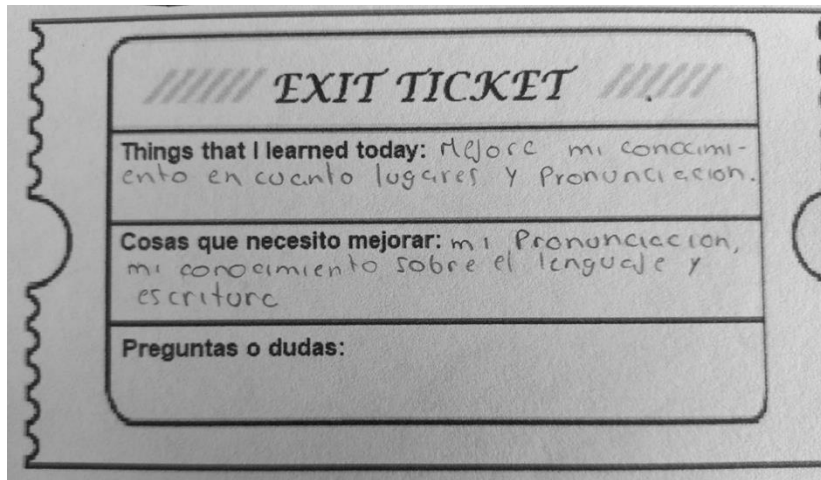 EXIT TICKET
Things that I learned today: Mejore mi conocimi-
ento en cuanto lugares y Pronunciacion.
Cosas que necesito mejorar: mi Pronunciacion,
mi conocimiento sobre el lenguaje y
escritura
Preguntas o dudas: